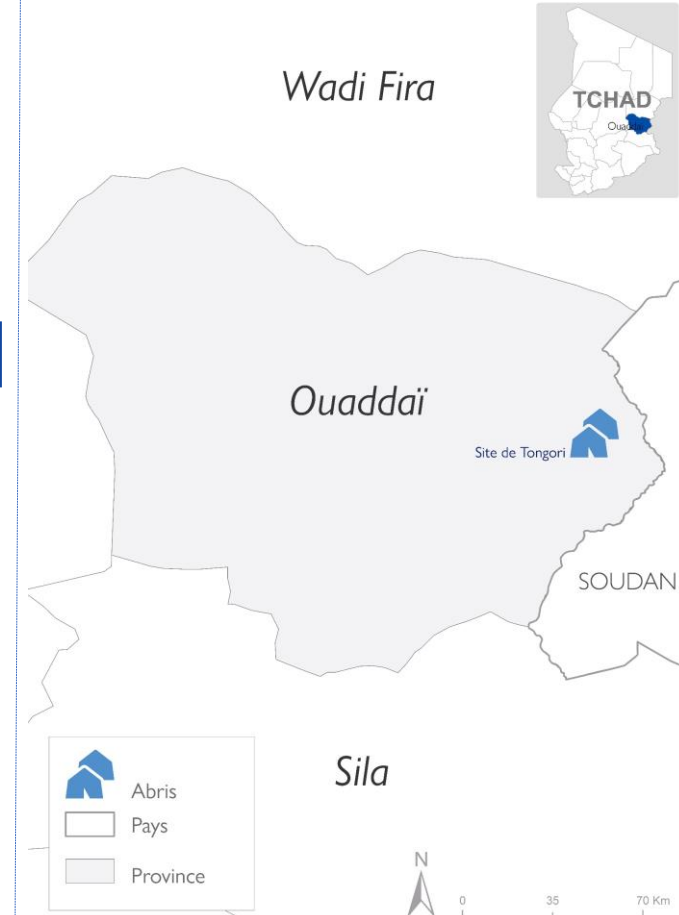 Wadi Fira
TCHAD
Ouaddaï
Site de Tongori
SOUDAN
Sila
Abris
Pays
Province
N
0 35 70 Km